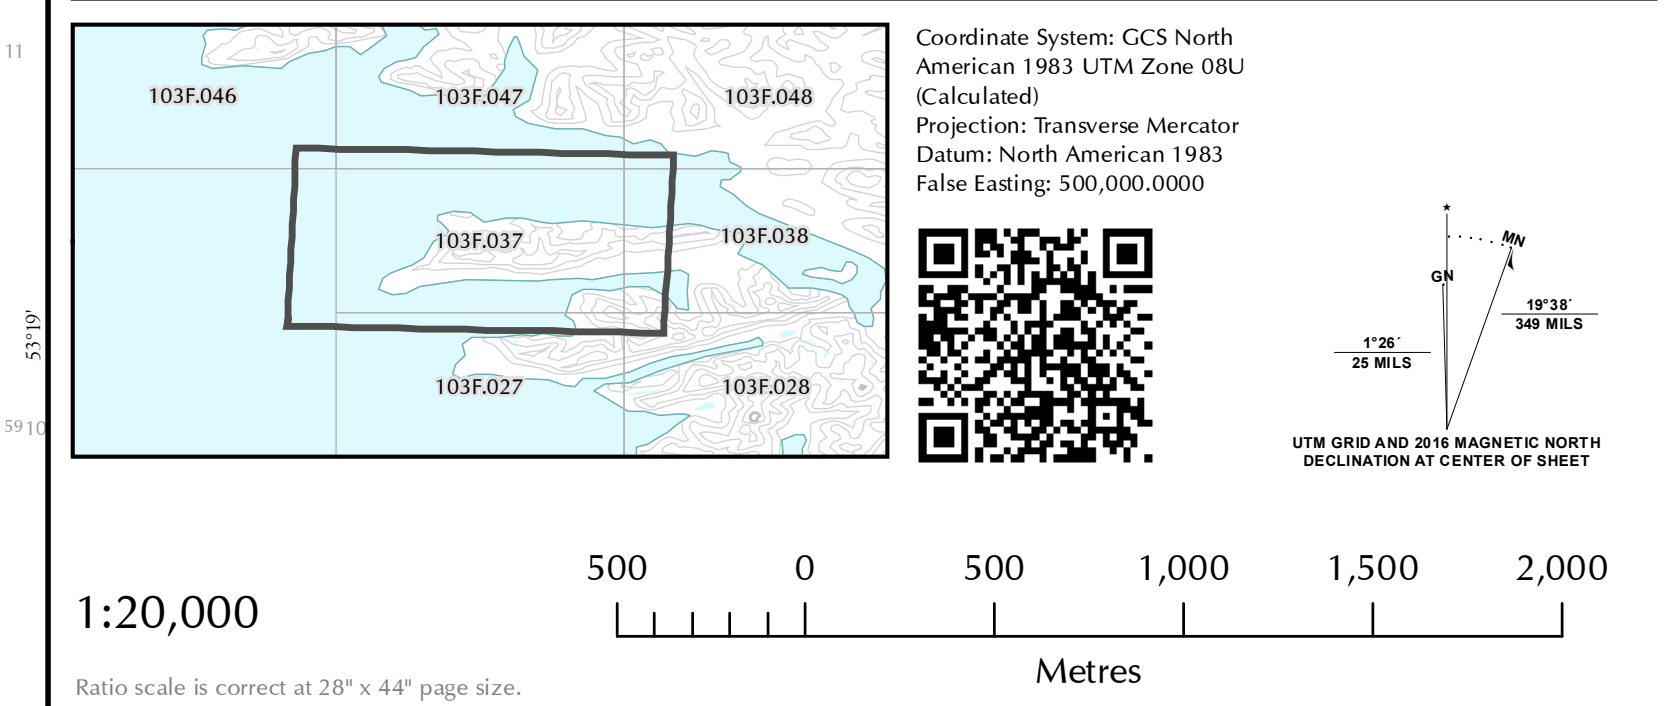 11
53°19'
5910
103F.046
103F.047
103F.048
103F.037
103F.038
103F.027
103F.028
Coordinate System: GCS North
American 1983 UTM Zone 08U
(Calculated)
Projection: Transverse Mercator
Datum: North American 1983
False Easting: 500,000.0000
MN
GN
19°38´
349 MILS
1°26´
25 MILS
UTM GRID AND 2016 MAGNETIC NORTH
DECLINATION AT CENTER OF SHEET
1:20,000
500 0 500 1,000 1,500 2,000
Metres
Ratio scale is correct at 28" x 44" page size.